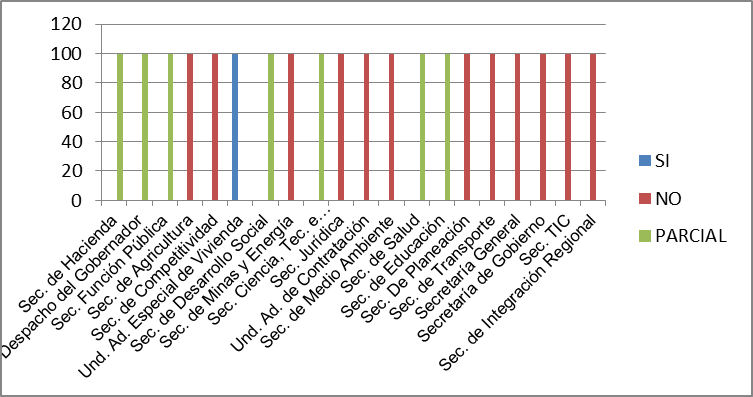 120
100
80
60
40
20
0
Sec. de Hacienda
Despacho del Gobernador
Sec. Función Pública
Sec. de Agricultura
Sec. de Competitividad
Und. Ad. Especial de Vivienda
Sec. de Desarrollo Social
Sec. de Minas y Energía
Sec. Ciencia, Tec. e...
Sec. Jurídica
Und. Ad. de Contratación
Sec. de Medio Ambiente
Sec. de Salud
Sec. de Educación
Sec. De Planeación
Sec. de Transporte
Secretaría General
Secretaría de Gobierno
Sec. TIC
Sec. de Integración Regional
SI
NO
PARCIAL